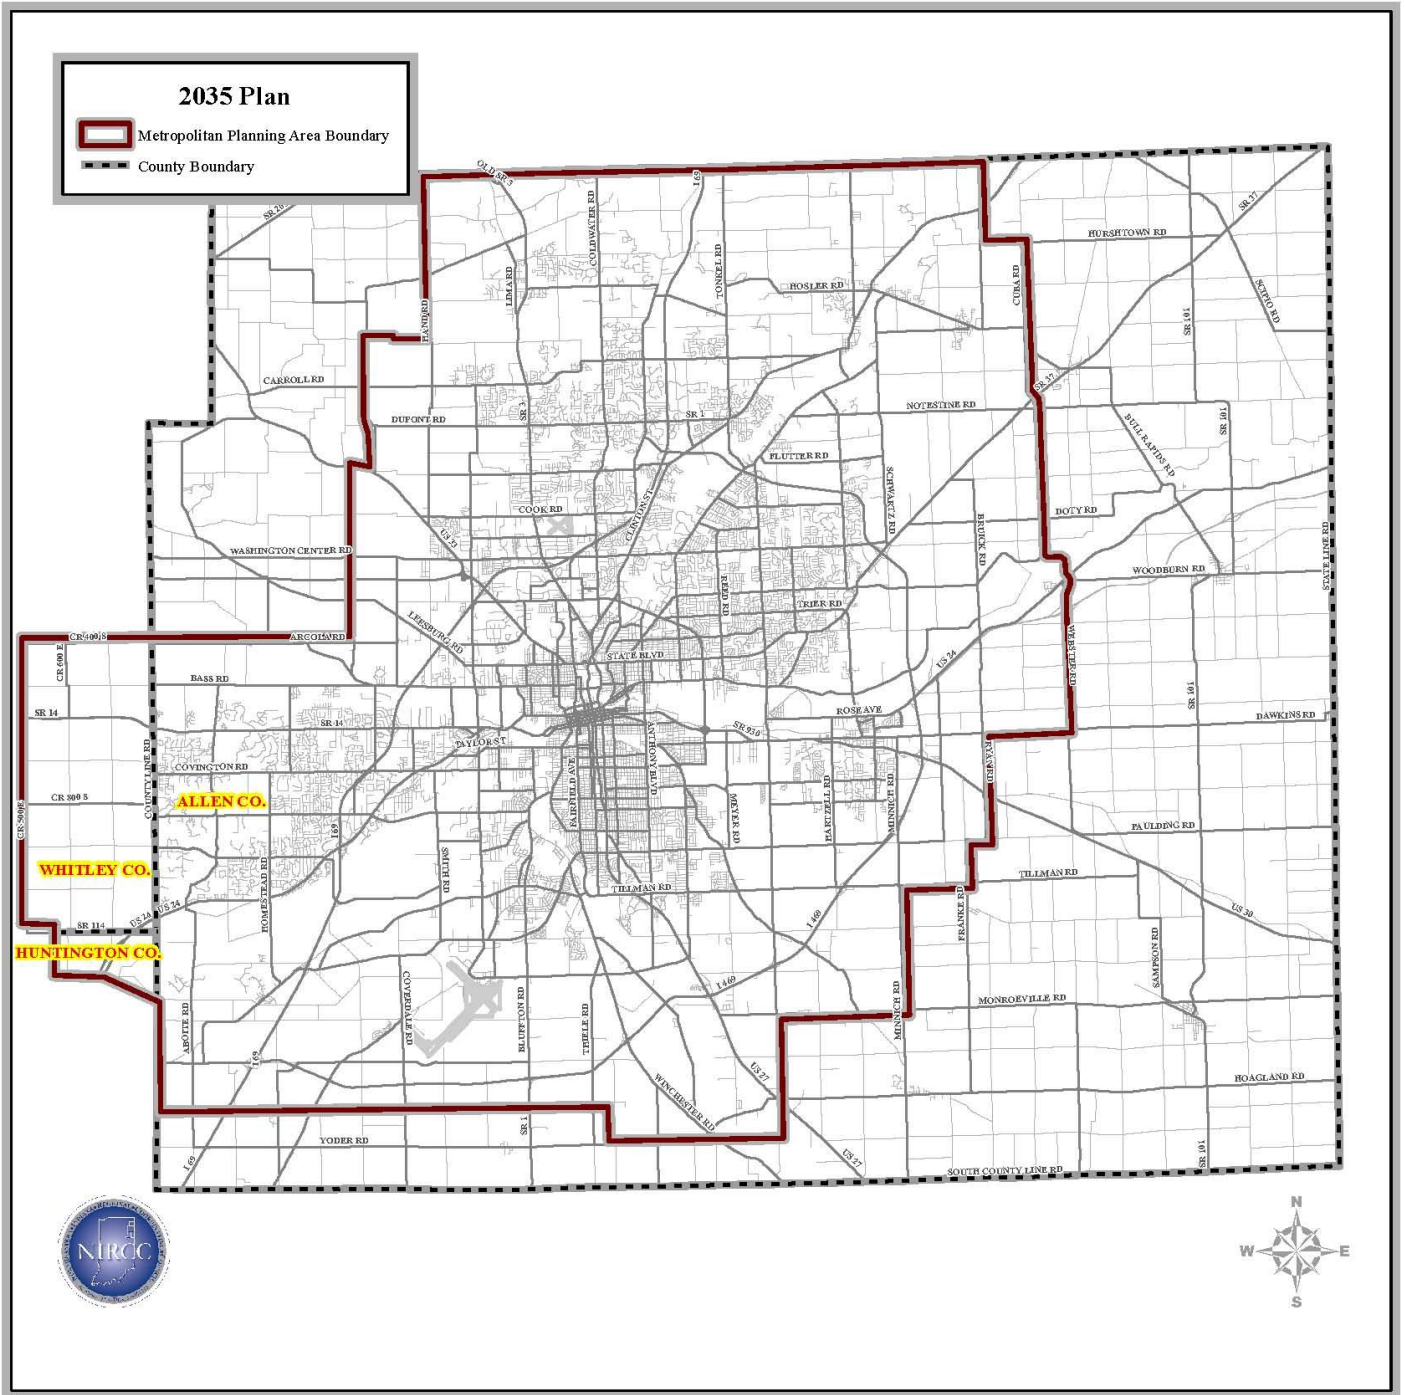 2035 Plan
Metropolitan Planning Area Boundary
County Boundary
OLD SR 3
I 69
COLDWATER RD
LIMA RD
TONKEL RD
HOSLER RD
CUBA RD
HURSHTOWN RD
SR 37
SCIPIO RD
SR 101
HAND RD
CARROLL RD
DUPONT RD
SR 3
SR 1
NOTESTINE RD
SR 37
BULL RAPIDS RD
SR 101
FLUTTER RD
SCHWARTZ RD
COOK RD
CLINTON ST
DOTY RD
BRUICK RD
STATE LINE RD
US 33
WASHINGTON CENTER RD
WOODBURN RD
REED RD
TRIER RD
LEESBURG RD
CR 400 S
ARCOLA RD
CR 600 E
STATE BLVD
US 24
WEBSTER RD
BASS RD
SR 101
SR 14
SR 14
ROSE AVE
DAWKINS RD
SR 930
TAYLOR ST
ANTHONY BLVD
COUNTY LINE RD
COVINGTON RD
RYAN RD
FAIRFIELD AVE
CR 800 S
ALLEN CO.
CR 500 E
MEYER RD
HARTZELL RD
MINNICH RD
I 69
PAULDING RD
WHITLEY CO.
SMITH RD
HOMESTEAD RD
TILLMAN RD
TILLMAN RD
FRANKE RD
US 24
US 24
SR 114
I 469
US 30
HUNTINGTON CO.
SAMPSON RD
I 469
COVERDALE RD
ABOITE RD
BLUFFTON RD
THIELE RD
MINNICH RD
MONROEVILLE RD
I 69
US 27
HOAGLAND RD
WINCHESTER RD
SR 1
YODER RD
I 69
US 27
SOUTH COUNTY LINE RD
SR 101
NIRCC
N
W
E
S